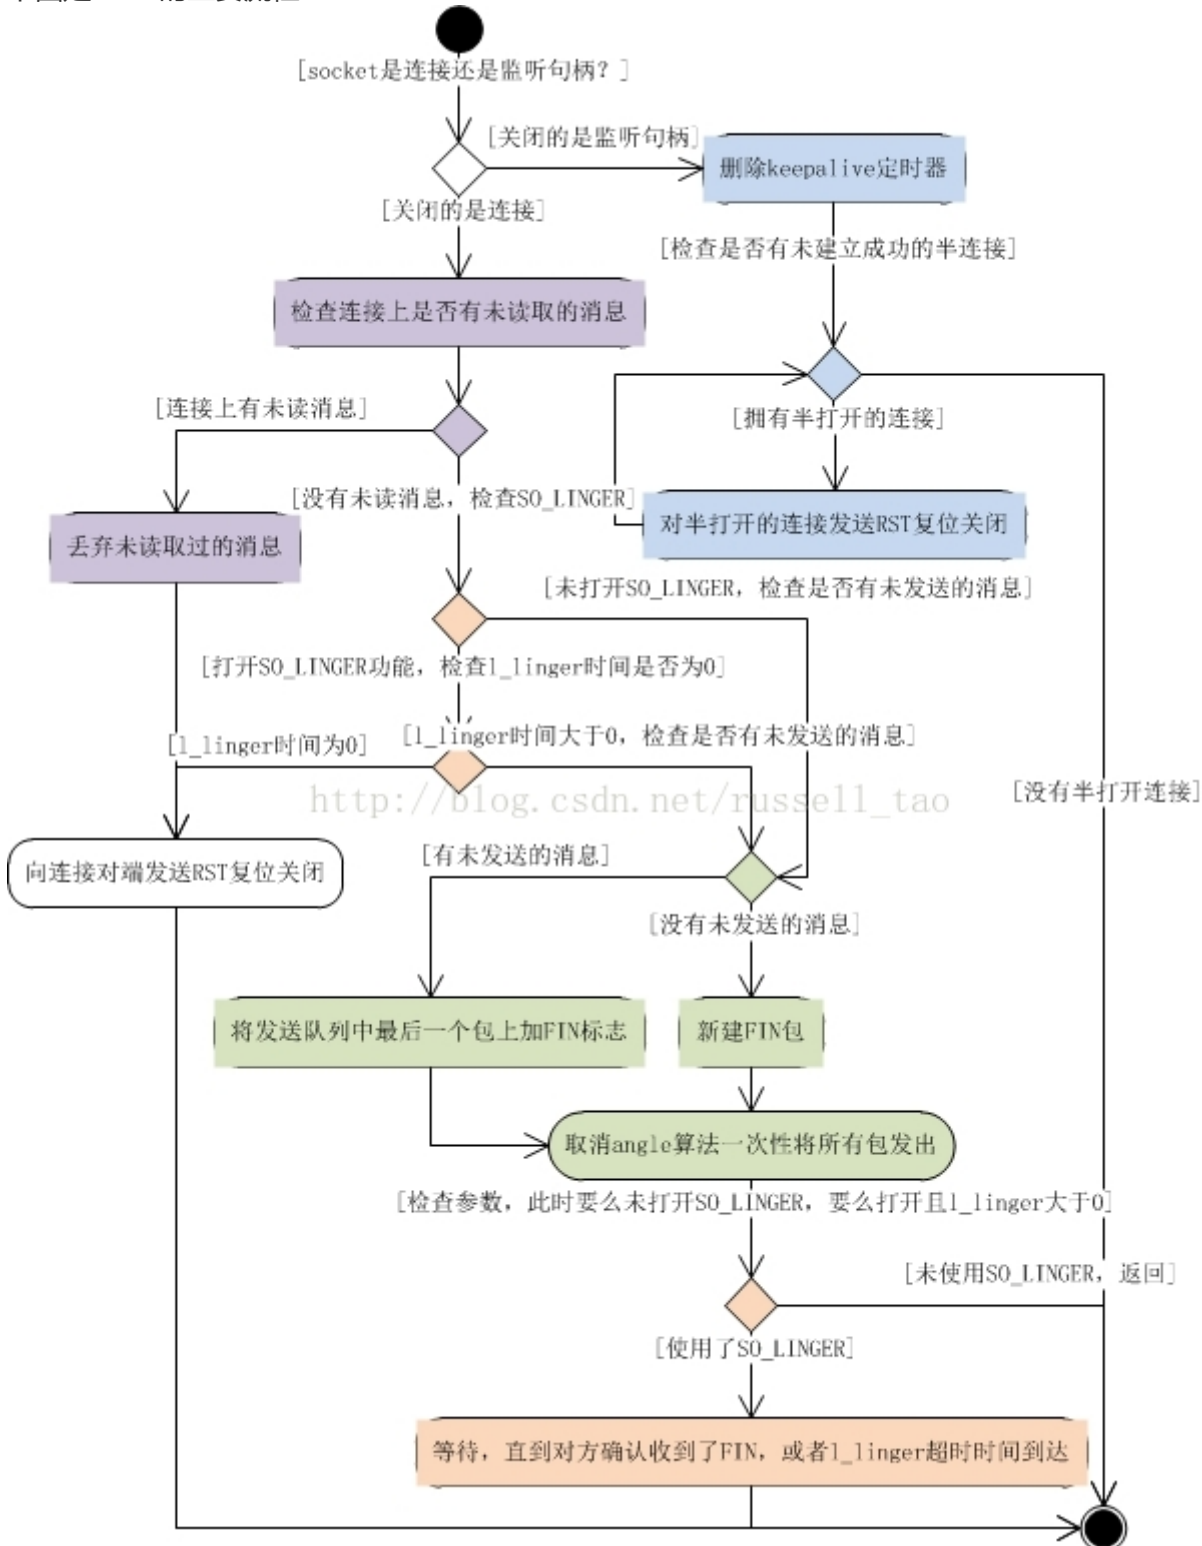 [socket是连接还是监听句柄？]
[关闭的是监听句柄]
删除keepalive定时器
[关闭的是连接]
[检查是否有未建立成功的半连接]
检查连接上是否有未读取的消息
[连接上有未读消息]
[拥有半打开的连接]
[没有未读消息，检查SO_LINGER]
对半打开的连接发送RST复位关闭
丢弃未读取过的消息
[未打开SO_LINGER，检查是否有未发送的消息]
[打开SO_LINGER功能，检查l_linger时间是否为0]
[l_linger时间为0]
[l_linger时间大于0，检查是否有未发送的消息]
http://blog.csdn.net/russell_tao
[没有半打开连接]
[有未发送的消息]
向连接对端发送RST复位关闭
[没有未发送的消息]
将发送队列中最后一个包上加FIN标志
新建FIN包
取消angle算法一次性将所有包发出
[检查参数，此时要么未打开SO_LINGER，要么打开且l_linger大于0]
[未使用SO_LINGER，返回]
[使用了SO_LINGER]
等待，直到对方确认收到了FIN，或者l_linger超时时间到达